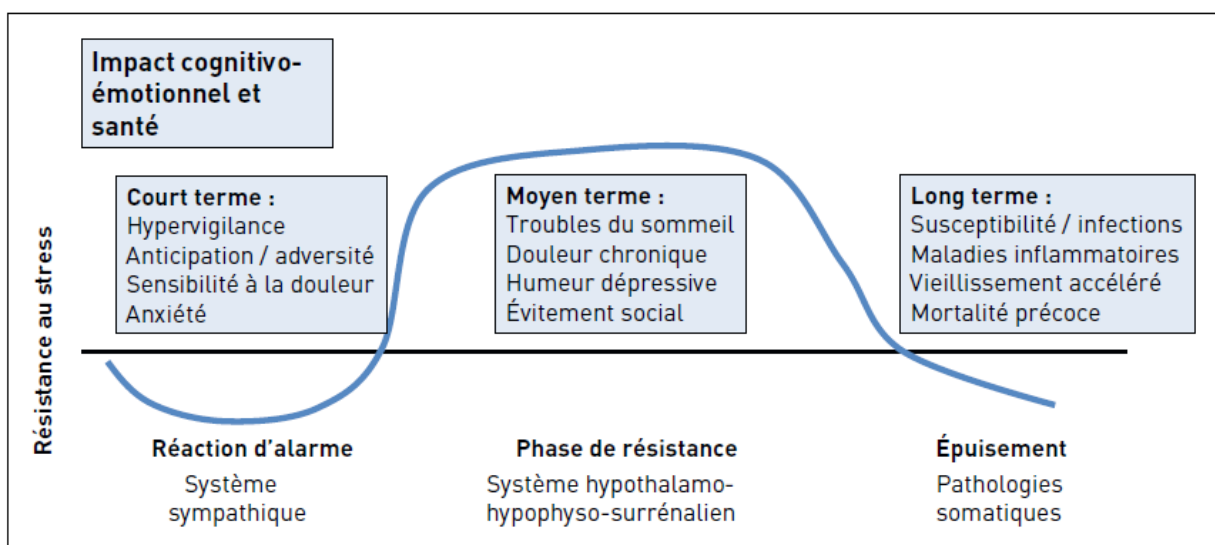 Impact cognitivo-
émotionnel et
santé
Court terme :
Hypervigilance
Anticipation / adversité
Sensibilité à la douleur
Anxiété
Moyen terme :
Troubles du sommeil
Douleur chronique
Humeur dépressive
Évitement social
Long terme :
Susceptibilité / infections
Maladies inflammatoires
Vieillissement accéléré
Mortalité précoce
Résistance au stress
Réaction d’alarme
Système
sympathique
Phase de résistance
Système hypothalamo-
hypophyso-surrénalien
Épuisement
Pathologies
somatiques